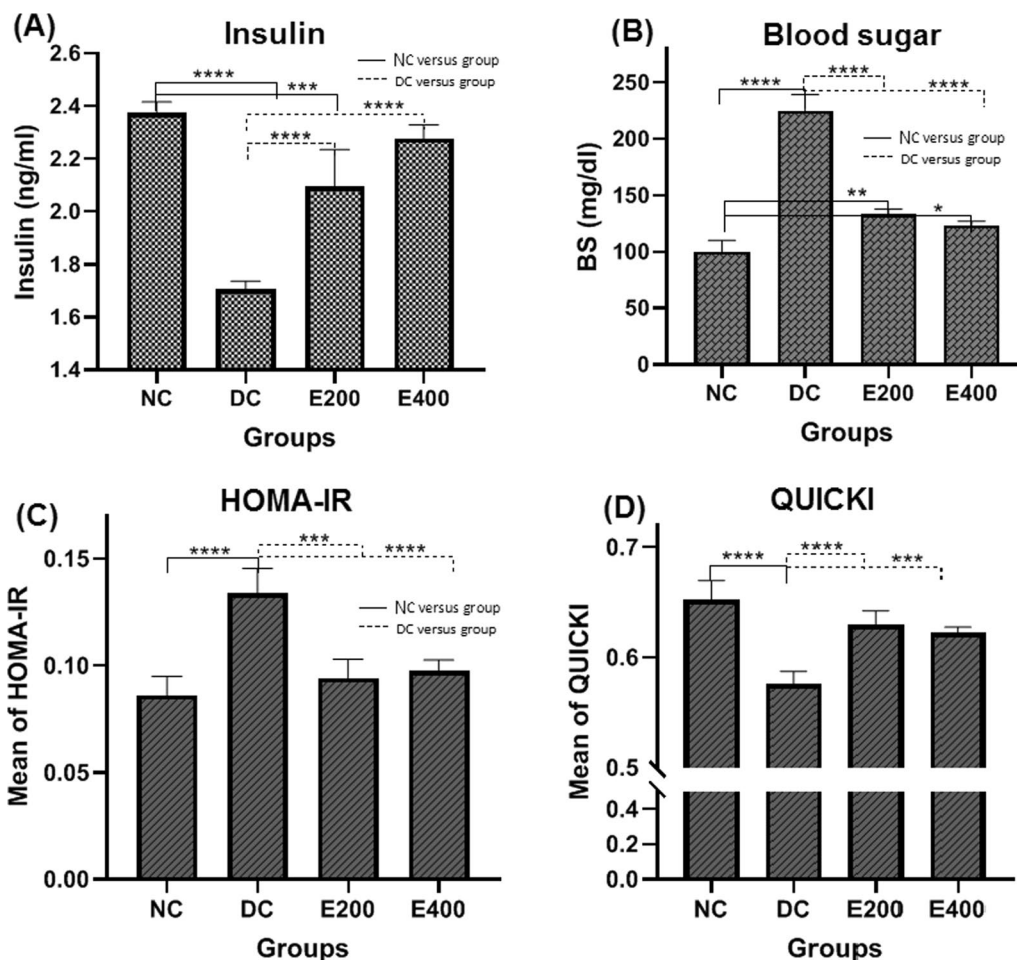 (A)
Insulin
NC versus group
DC versus group
****
***
****
****
Insulin (ng/ml)
2.6
2.4
2.2
2.0
1.8
1.6
1.4
NC DC E200 E400
Groups
(B)
Blood sugar
**** **** ****
NC versus group
DC versus group
** *
BS (mg/dl)
250
200
150
100
50
0
NC DC E200 E400
Groups
(C)
HOMA-IR
**** *** ****
NC versus group
DC versus group
Mean of HOMA-IR
0.15
0.10
0.05
0.00
NC DC E200 E400
Groups
(D)
QUICKI
**** **** ***
Mean of QUICKI
0.7
0.6
0.5
0.4
0.2
0.0
NC DC E200 E400
Groups